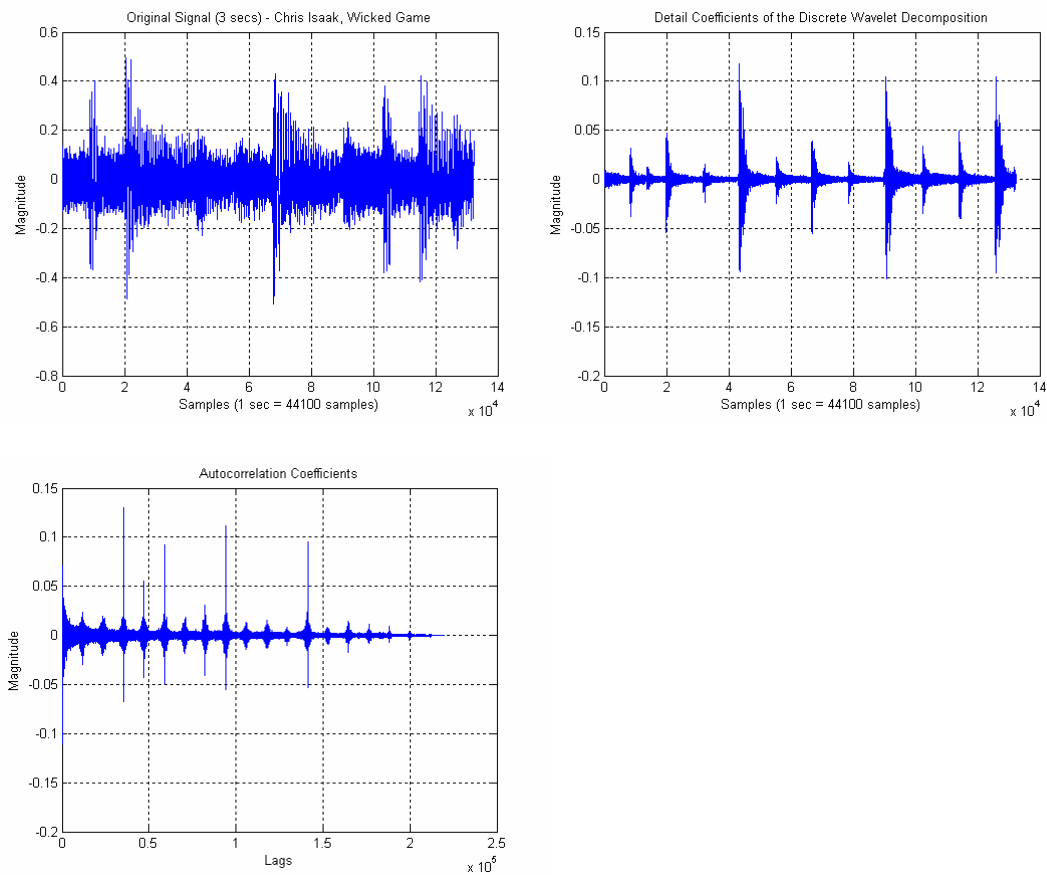 Original Signal (3 secs) - Chris Isaak, Wicked Game
0.6
0.4
0.2
0
-0.2
-0.4
-0.6
-0.8
Magnitude
0 2 4 6 8 10 12 14
Samples (1 sec = 44100 samples)
x 10^4
Detail Coefficients of the Discrete Wavelet Decomposition
0.15
0.1
0.05
0
-0.05
-0.1
-0.2
Magnitude
0 2 4 6 8 10 12 14
Samples (1 sec = 44100 samples)
x 10^4
Autocorrelation Coefficients
0.15
0.1
0.05
0
-0.05
-0.1
-0.15
-0.2
Magnitude
0 0.5 1 1.5 2 2.5
Lags
x 10^5